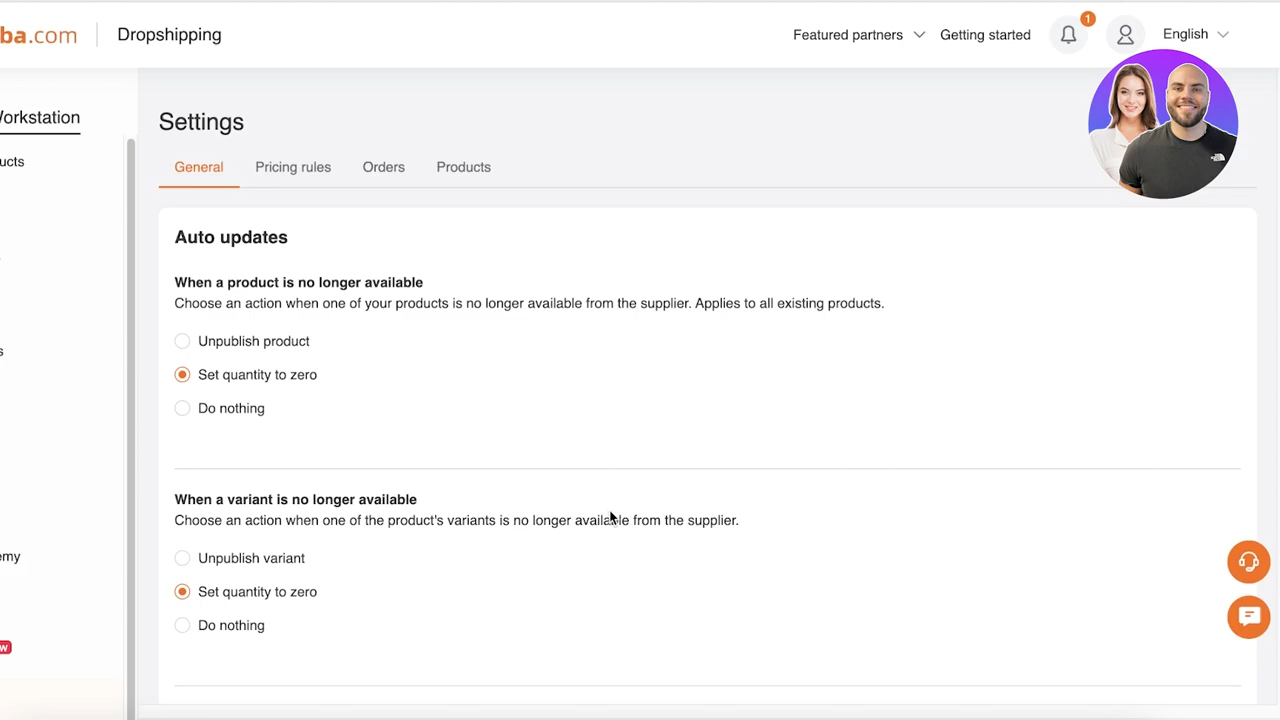 ba.com
Dropshipping
Featured partners
Getting started
1
English
orkstation
Settings
ucts
General
Pricing rules
Orders
Products
Auto updates
When a product is no longer available
Choose an action when one of your products is no longer available from the supplier. Applies to all existing products.
Unpublish product
s
Set quantity to zero
Do nothing
When a variant is no longer available
Choose an action when one of the product's variants is no longer available from the supplier.
emy
Unpublish variant
Set quantity to zero
Do nothing
W